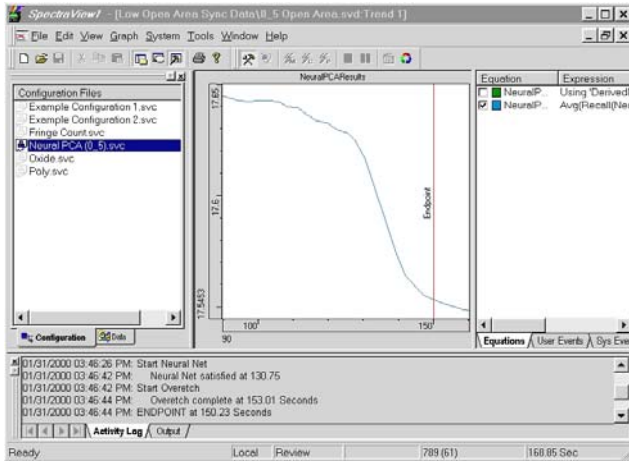 SpectraView1 - [Low Open Area Sync Data\0_5 Open Area.svd:Trend 1]
File Edit View Graph System Tools Window Help
Configuration Files
Example Configuration 1.svc
Example Configuration 2.svc
Fringe Count.svc
Neural PCA (0_5).svc
Oxide.svc
Poly.svc
Configuration Data
NeuralPCAResults
17.65
17.6
17.5453
Endpoint
100' 150'
90
Equation Expression
NeuralP... Using 'DerivedI
NeuralP... Avg(Recall(Neu
Equations User Events Sys Eve
01/31/2000 03:46:26 PM: Start Neural Net
01/31/2000 03:46:42 PM: Neural Net satisfied at 130.75
01/31/2000 03:46:42 PM: Start Overetch
01/31/2000 03:46:44 PM: Overetch complete at 153.01 Seconds
01/31/2000 03:46:44 PM: ENDPOINT at 150.23 Seconds
Activity Log Output
Ready Local Review 789 (61) 160.85 Sec